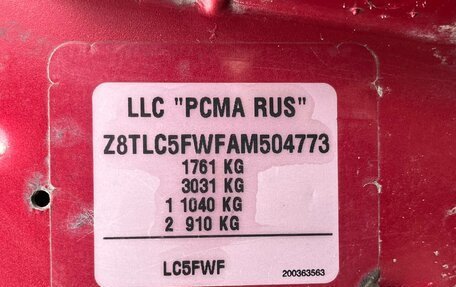 LLC "PCMA RUS"
Z8TLC5FWFAM504773
1761 KG
3031 KG
1 1040 KG
2 910 KG
LC5FWF
200363563